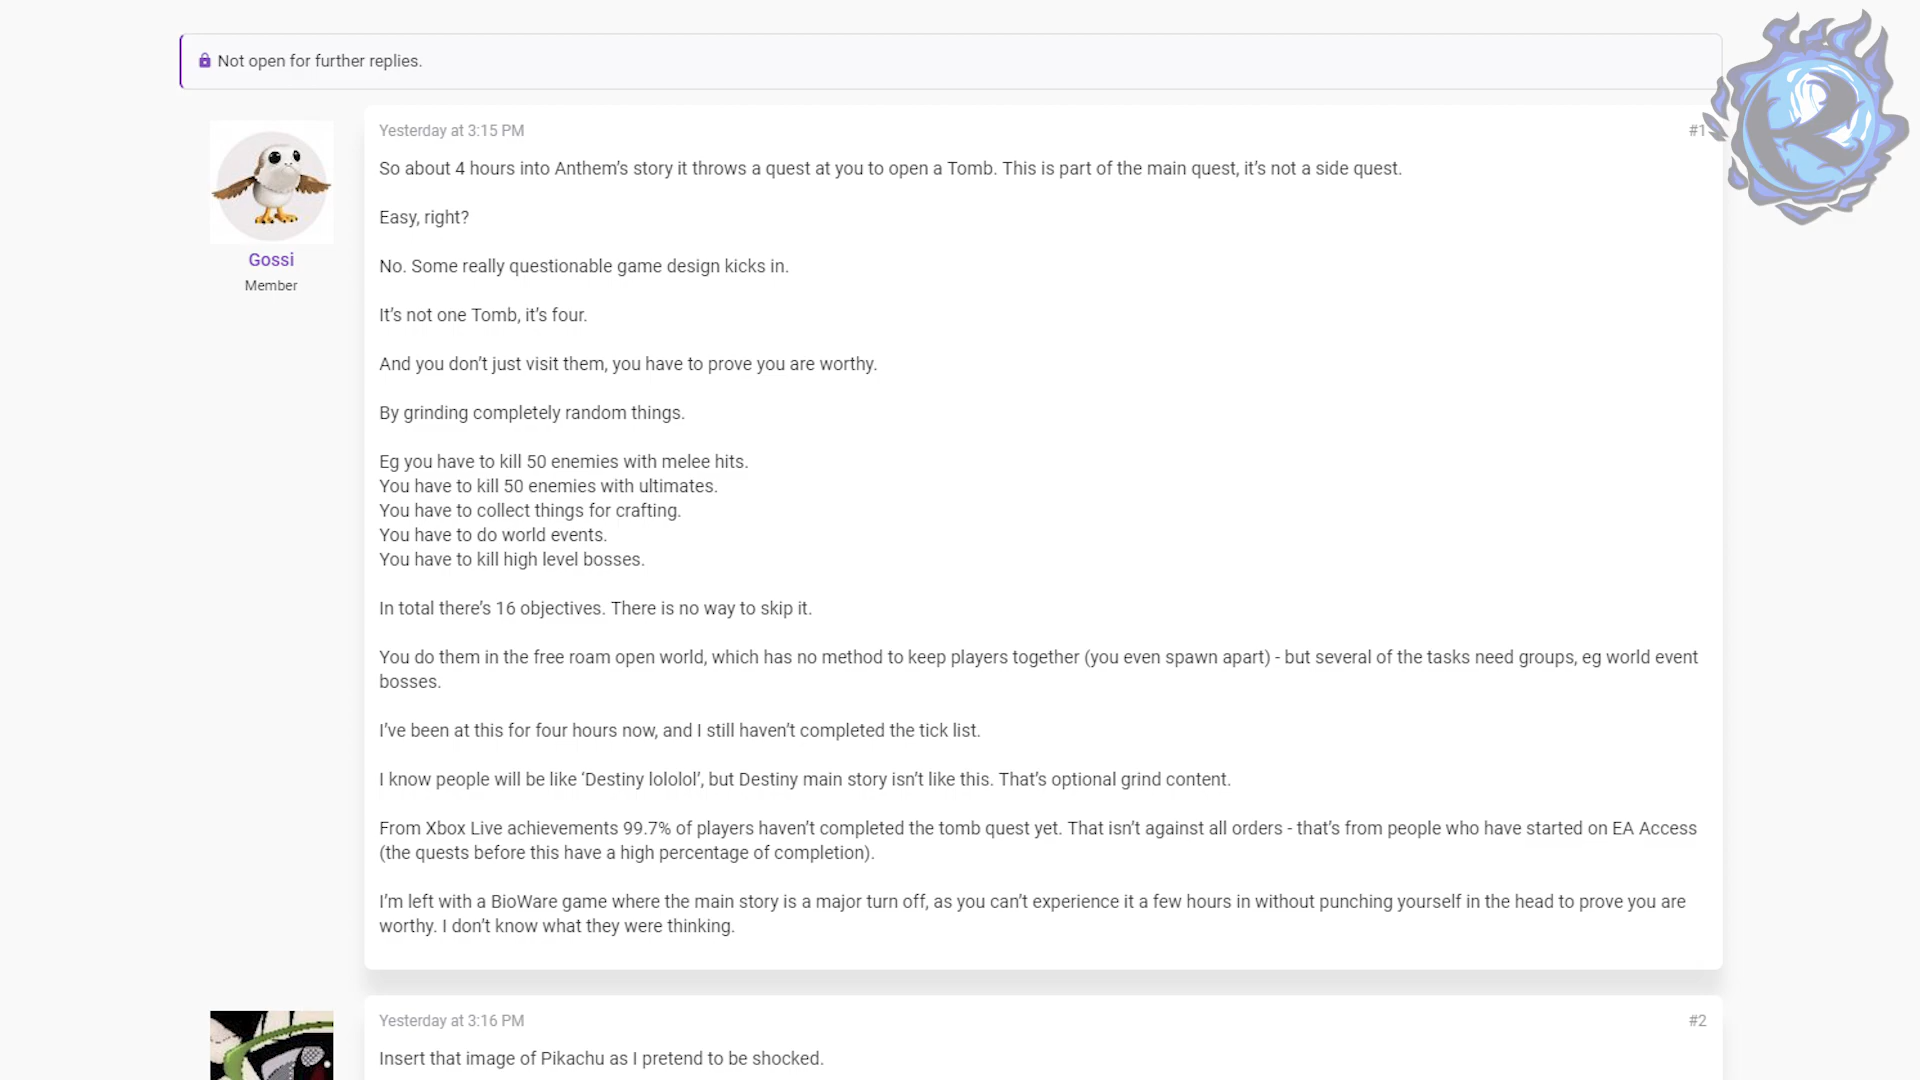 Not open for further replies.
Yesterday at 3:15 PM
#1
So about 4 hours into Anthem’s story it throws a quest at you to open a Tomb. This is part of the main quest, it’s not a side quest.
Easy, right?
Gossi
Member
No. Some really questionable game design kicks in.
It’s not one Tomb, it’s four.
And you don’t just visit them, you have to prove you are worthy.
By grinding completely random things.
Eg you have to kill 50 enemies with melee hits.
You have to kill 50 enemies with ultimates.
You have to collect things for crafting.
You have to do world events.
You have to kill high level bosses.
In total there’s 16 objectives. There is no way to skip it.
You do them in the free roam open world, which has no method to keep players together (you even spawn apart) - but several of the tasks need groups, eg world event
bosses.
I’ve been at this for four hours now, and I still haven’t completed the tick list.
I know people will be like ‘Destiny lololol’, but Destiny main story isn’t like this. That’s optional grind content.
From Xbox Live achievements 99.7% of players haven’t completed the tomb quest yet. That isn’t against all orders - that’s from people who have started on EA Access
(the quests before this have a high percentage of completion).
I’m left with a BioWare game where the main story is a major turn off, as you can’t experience it a few hours in without punching yourself in the head to prove you are
worthy. I don’t know what they were thinking.
Yesterday at 3:16 PM
#2
Insert that image of Pikachu as I pretend to be shocked.